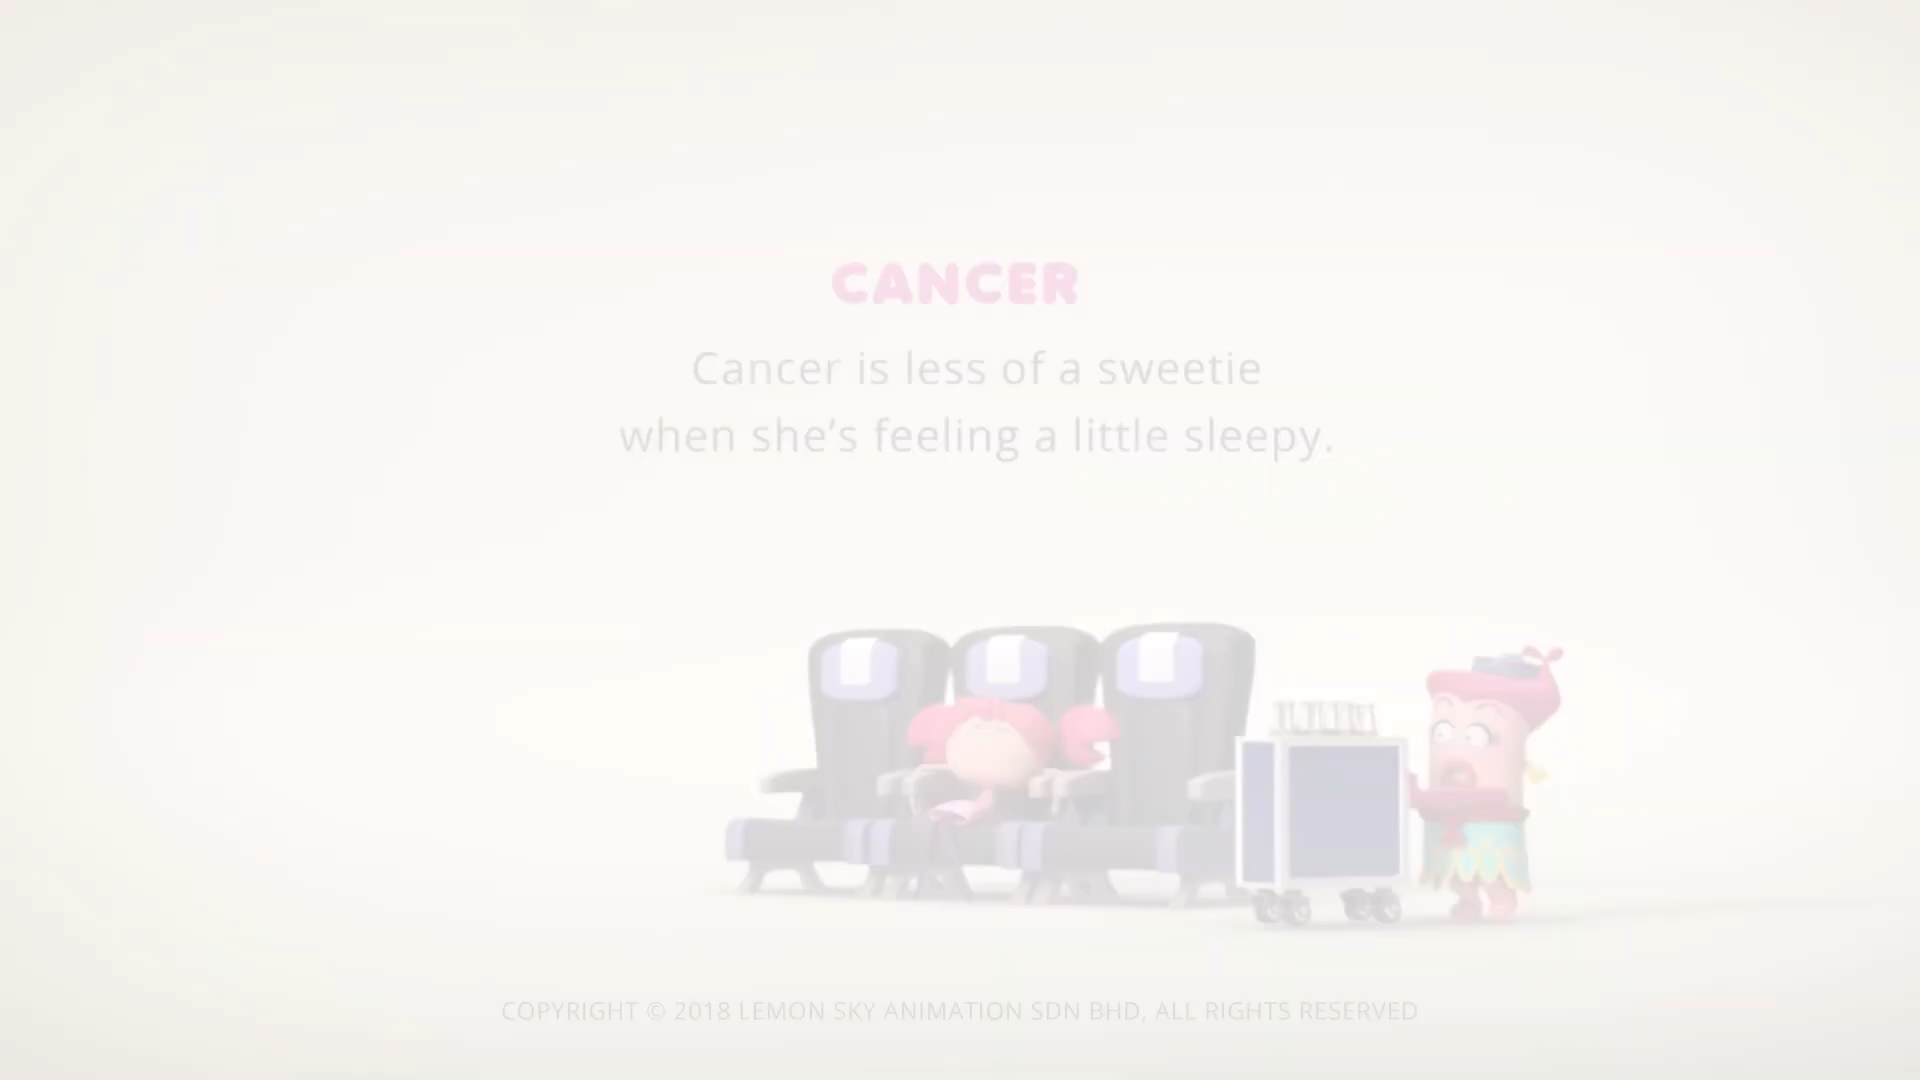 CANCER
Cancer is less of a sweetie
when she’s feeling a little sleepy.
COPYRIGHT © 2018 LEMON SKY ANIMATION SDN BHD, ALL RIGHTS RESERVED